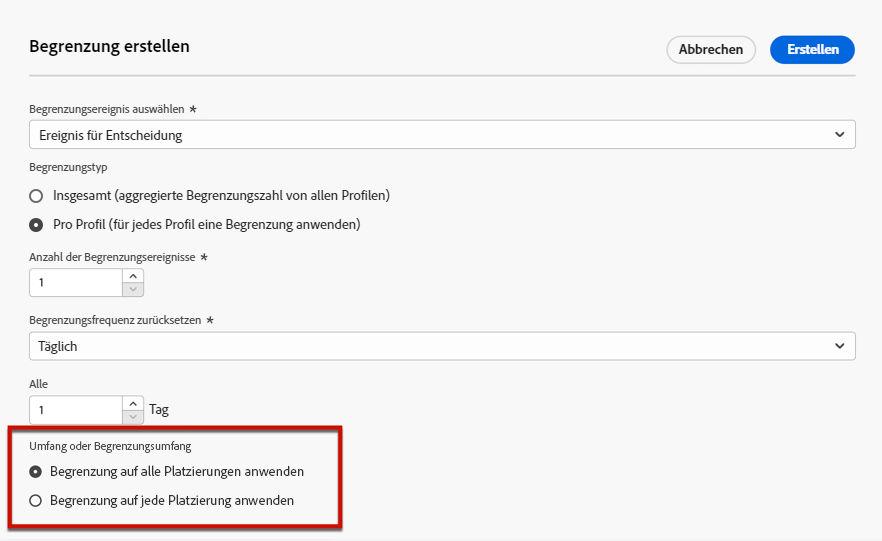 Begrenzung erstellen
Abbrechen
Erstellen
Begrenzungsereignis auswählen *
Ereignis für Entscheidung
Begrenzungstyp
Insgesamt (aggregierte Begrenzungszahl von allen Profilen)
Pro Profil (für jedes Profil eine Begrenzung anwenden)
Anzahl der Begrenzungsereignisse *
1
Begrenzungsfrequenz zurücksetzen *
Täglich
Alle
1 Tag
Umfang oder Begrenzungsumfang
Begrenzung auf alle Platzierungen anwenden
Begrenzung auf jede Platzierung anwenden